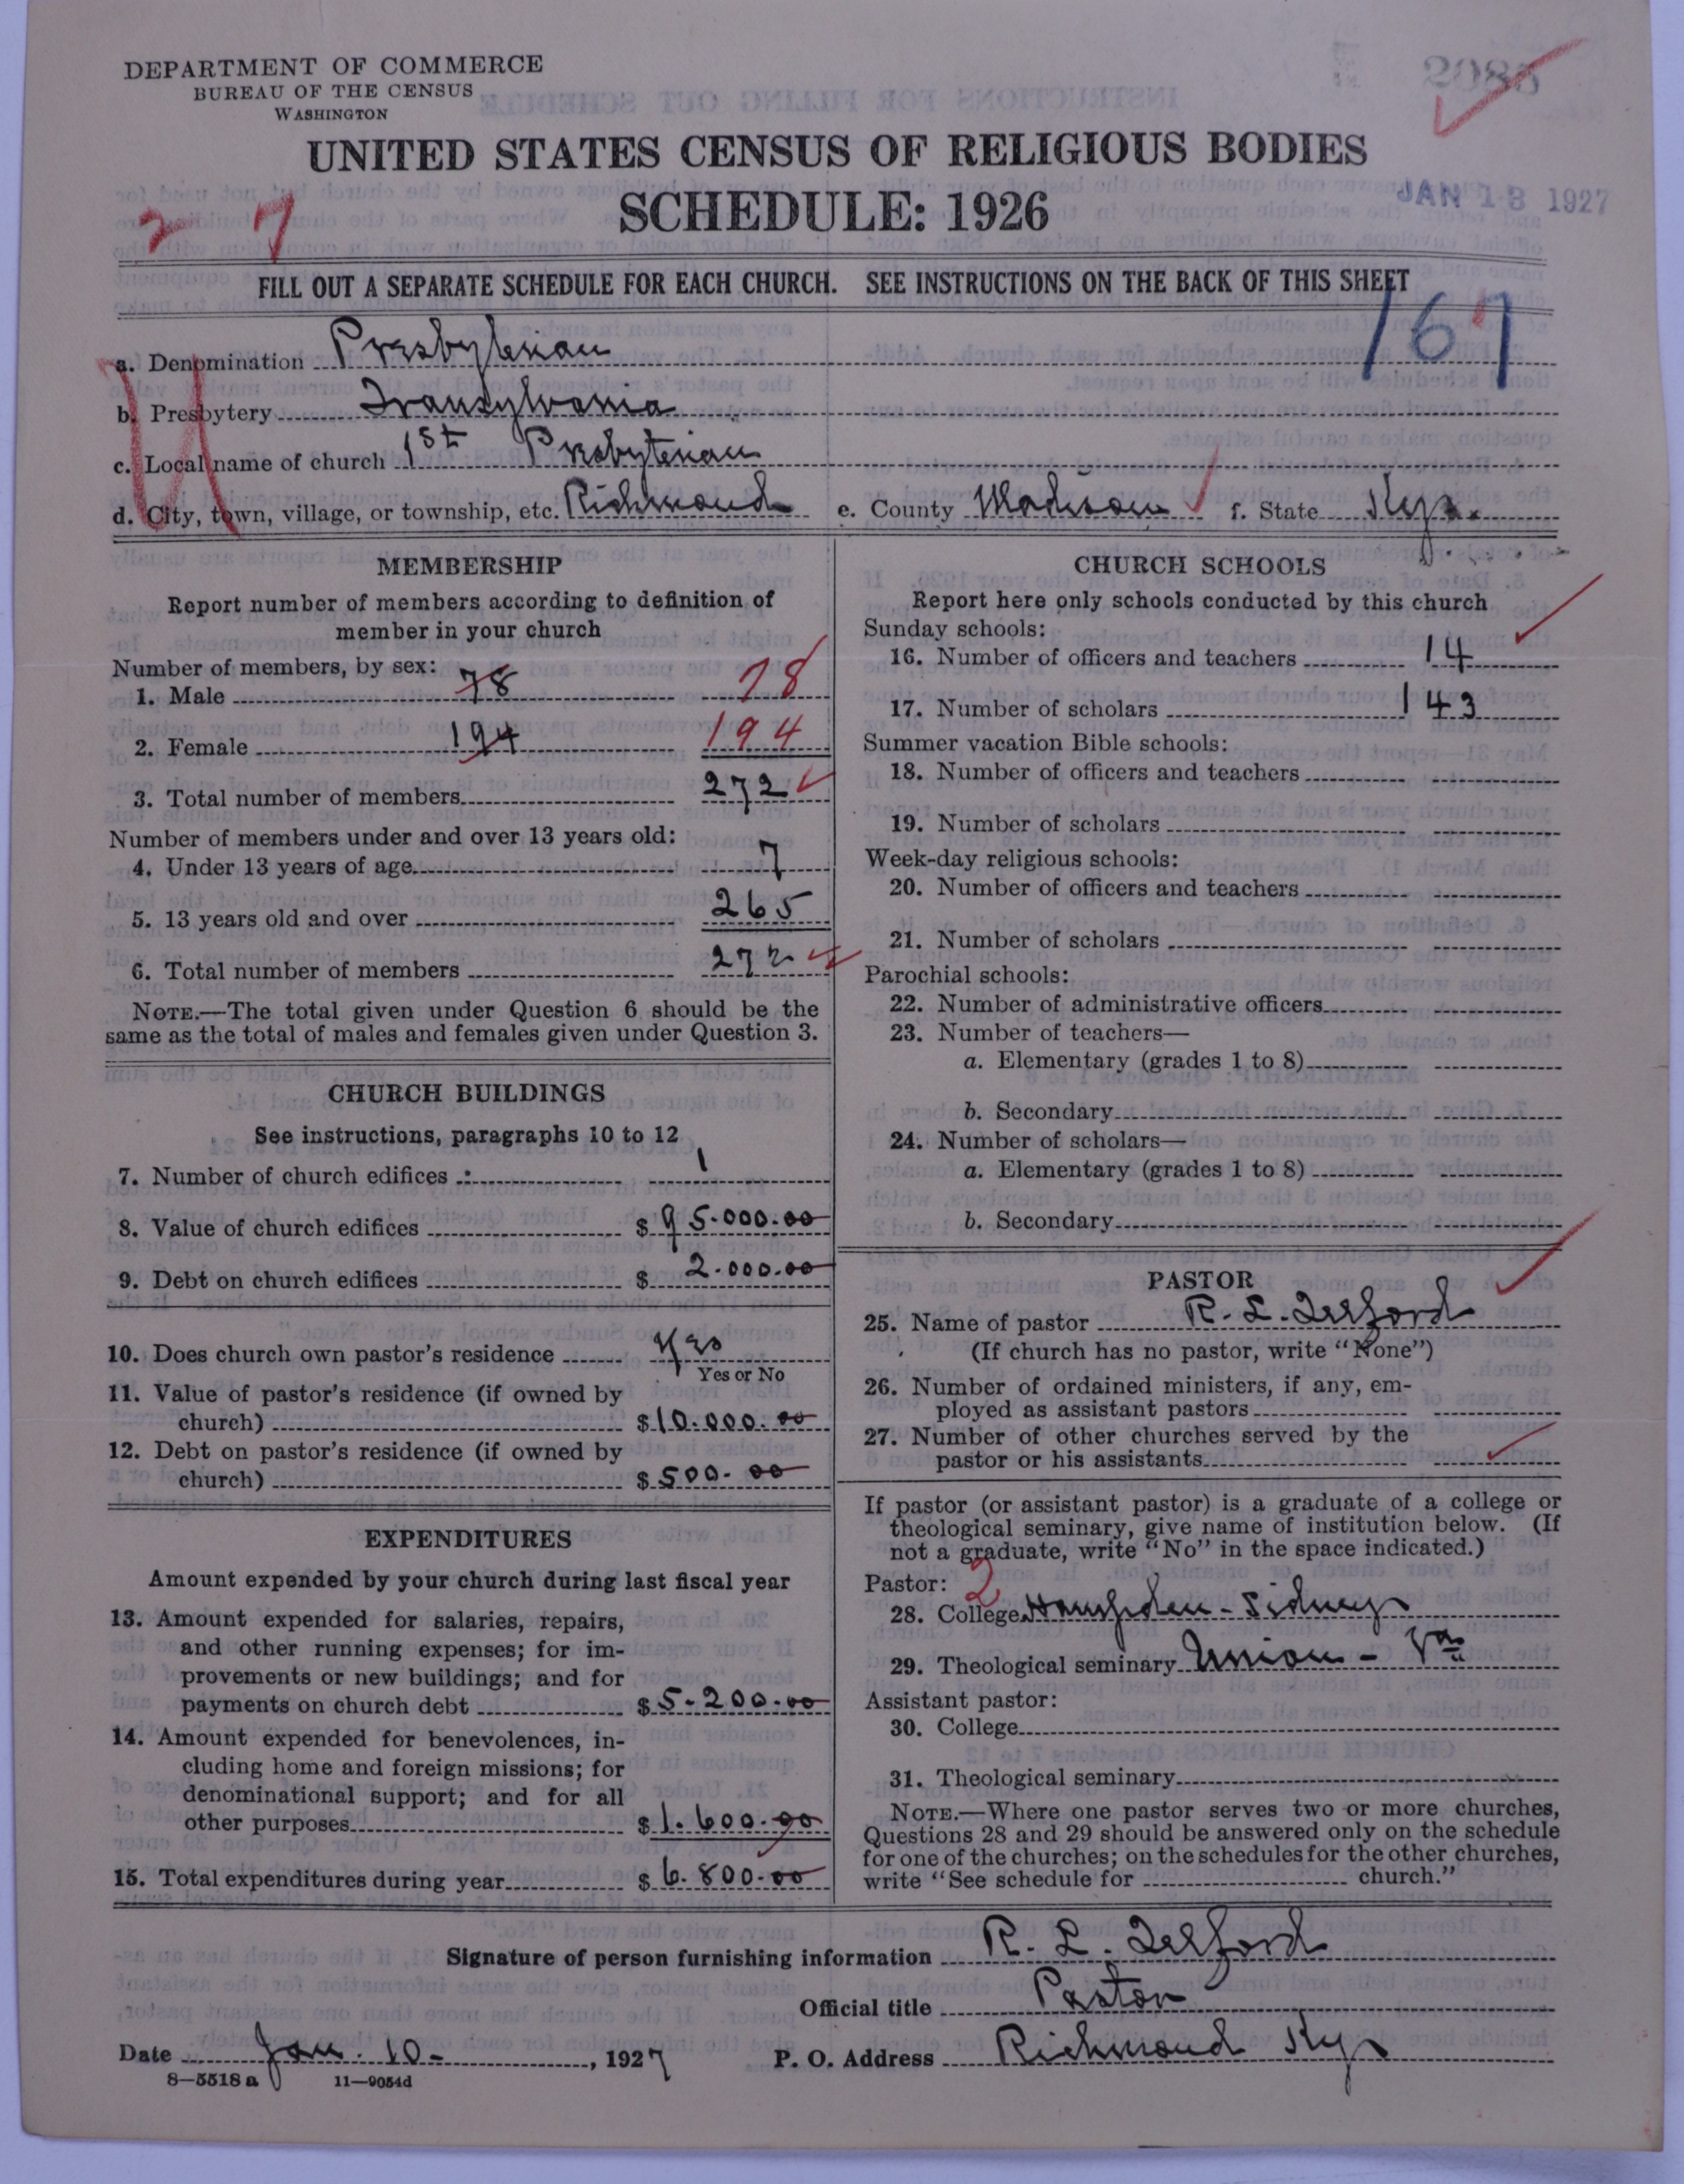 DEPARTMENT OF COMMERCE
BUREAU OF THE CENSUS
WASHINGTON
2085
UNITED STATES CENSUS OF RELIGIOUS BODIES
SCHEDULE: 1926
JAN 18 1927
2 7
FILL OUT A SEPARATE SCHEDULE FOR EACH CHURCH. SEE INSTRUCTIONS ON THE BACK OF THIS SHEET
167
a. Denomination Presbyterian
b. Presbytery Transylvania
c. Local name of church 1st Presbyterian
d. City, town, village, or township, etc. Richmond e. County Madison f. State Ky.
MEMBERSHIP
Report number of members according to definition of
member in your church
Number of members, by sex:
1. Male 78 78
2. Female 194 194
3. Total number of members 272
Number of members under and over 13 years old:
4. Under 13 years of age 7
5. 13 years old and over 265
6. Total number of members 272
NOTE.—The total given under Question 6 should be the
same as the total of males and females given under Question 3.
CHURCH BUILDINGS
See instructions, paragraphs 10 to 12
7. Number of church edifices 1
8. Value of church edifices $ 95.000.00
9. Debt on church edifices $ 2.000.00
10. Does church own pastor's residence Yes
Yes or No
11. Value of pastor's residence (if owned by
church) $ 10.000.00
12. Debt on pastor's residence (if owned by
church) $ 500.00
EXPENDITURES
Amount expended by your church during last fiscal year
13. Amount expended for salaries, repairs,
and other running expenses; for im-
provements or new buildings; and for
payments on church debt $ 5-200.00
14. Amount expended for benevolences, in-
cluding home and foreign missions; for
denominational support; and for all
other purposes $ 1.600.00
15. Total expenditures during year $ 6.800.00
CHURCH SCHOOLS
Report here only schools conducted by this church
Sunday schools:
16. Number of officers and teachers 14
17. Number of scholars 143
Summer vacation Bible schools:
18. Number of officers and teachers
19. Number of scholars
Week-day religious schools:
20. Number of officers and teachers
21. Number of scholars
Parochial schools:
22. Number of administrative officers
23. Number of teachers—
a. Elementary (grades 1 to 8)
b. Secondary
24. Number of scholars—
a. Elementary (grades 1 to 8)
b. Secondary
PASTOR
25. Name of pastor R. L. Telford
(If church has no pastor, write "None")
26. Number of ordained ministers, if any, em-
ployed as assistant pastors
27. Number of other churches served by the
pastor or his assistants
If pastor (or assistant pastor) is a graduate of a college or
theological seminary, give name of institution below. (If
not a graduate, write "No" in the space indicated.)
Pastor: 2
28. College Hampden-Sidney
29. Theological seminary Union - Va
Assistant pastor:
30. College
31. Theological seminary
NOTE.—Where one pastor serves two or more churches,
Questions 28 and 29 should be answered only on the schedule
for one of the churches; on the schedules for the other churches,
write "See schedule for church."
Signature of person furnishing information R. L. Telford
Official title Pastor
Date Jan. 10-, 1927 P. O. Address Richmond Ky
8—5518 a 11—9054d